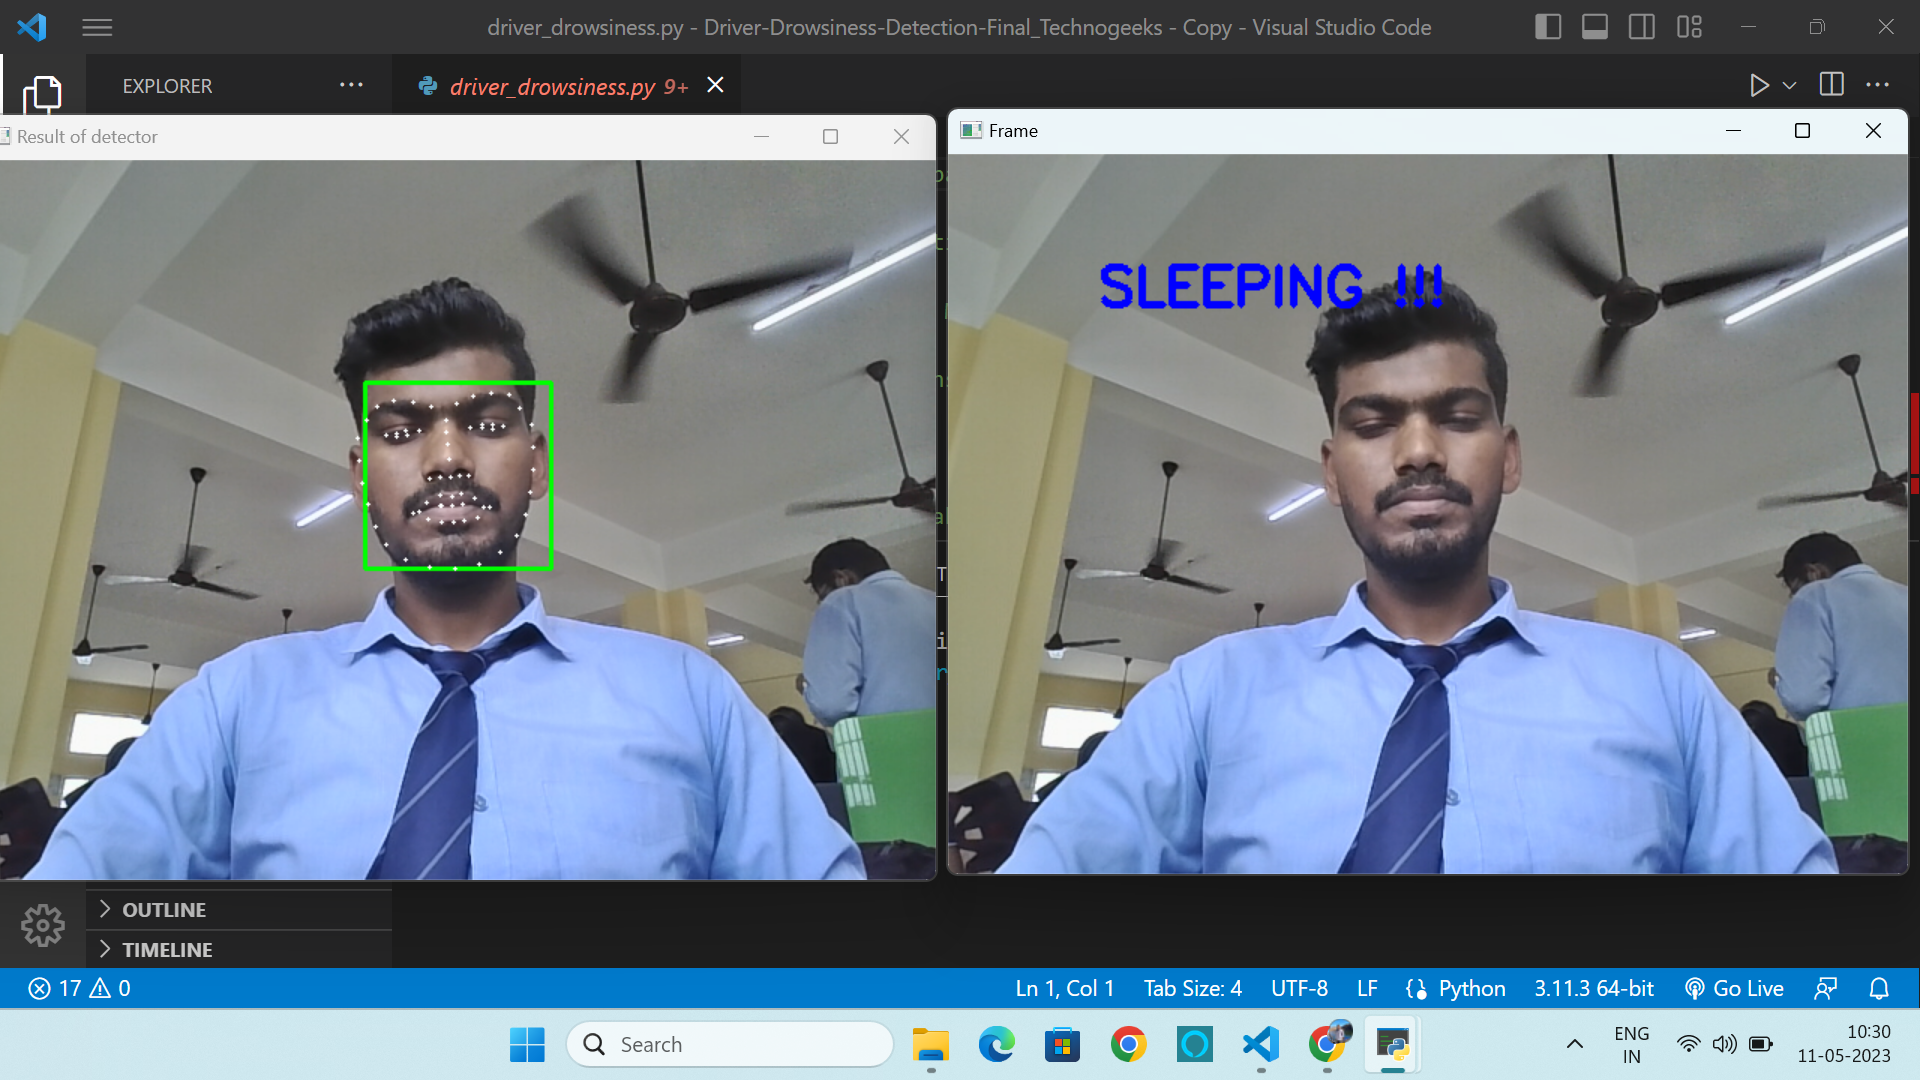 driver_drowsiness.py - Driver-Drowsiness-Detection-Final_Technogeeks - Copy - Visual Studio Code
EXPLORER
driver_drowsiness.py 9+
Result of detector
Frame
SLEEPING !!!
OUTLINE
TIMELINE
17 0
Ln 1, Col 1 Tab Size: 4 UTF-8 LF Python 3.11.3 64-bit Go Live
Search
ENG
IN
10:30
11-05-2023